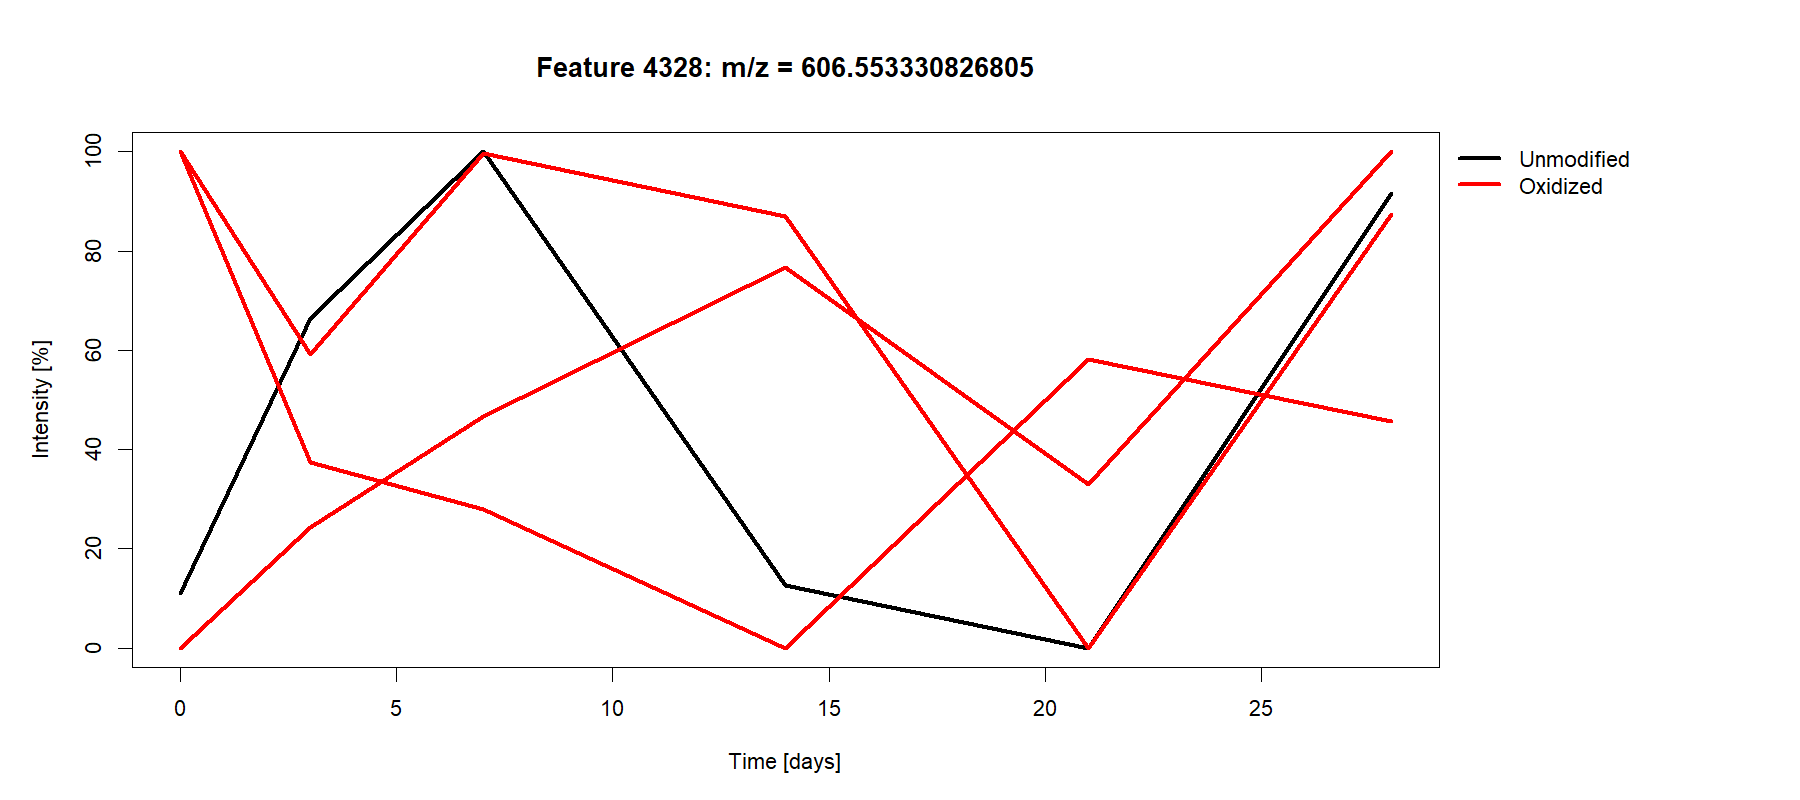 Feature 4328: m/z = 606.553330826805
Unmodified
Oxidized
Intensity [%]
100
80
60
40
20
0
0 5 10 15 20 25
Time [days]